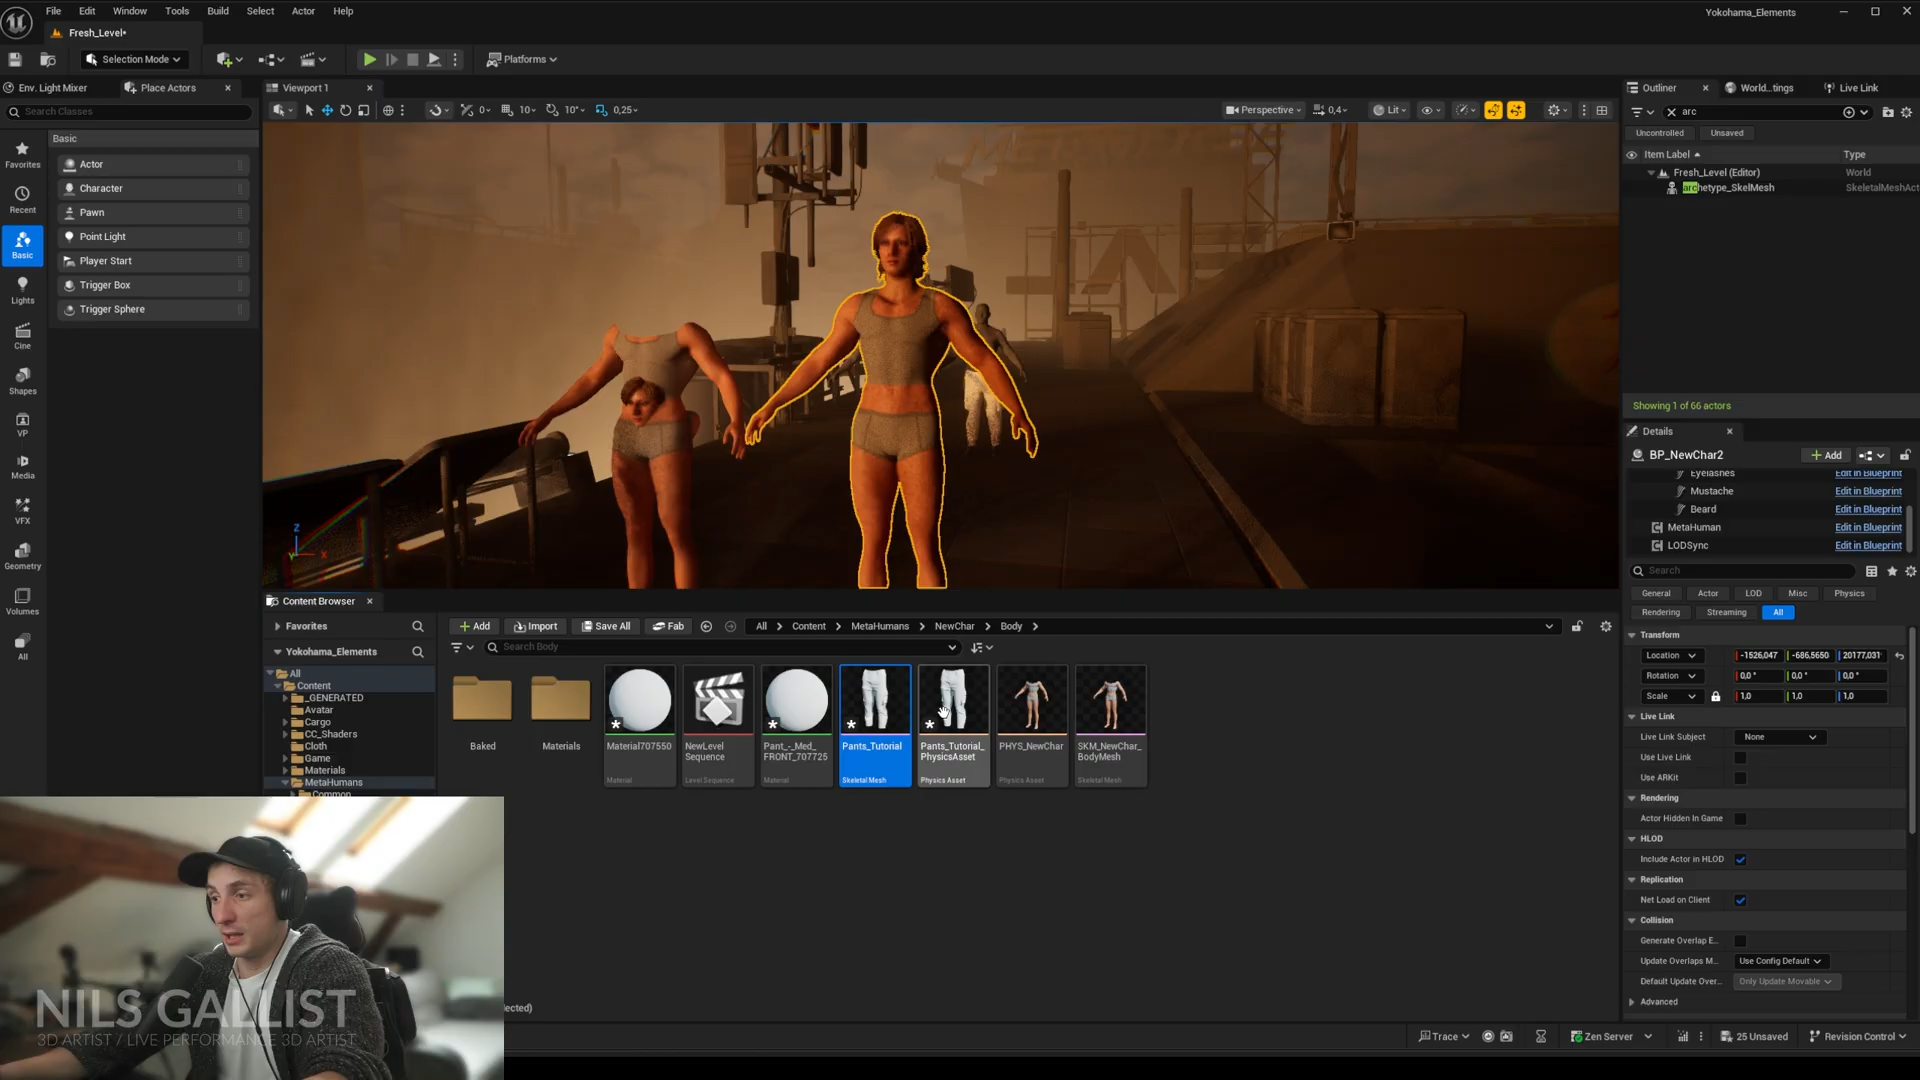 File Edit Window Tools Build Select Actor Help
Yokohama_Elements
Fresh_Level*
Selection Mode
Platforms
Env. Light Mixer
Place Actors
Search Classes
Favorites
Recent
Basic
Lights
Cine
Shapes
VP
Media
VFX
Geometry
Volumes
All
Basic
Actor
Character
Pawn
Point Light
Player Start
Trigger Box
Trigger Sphere
Viewport 1
0
10
10°
0,25
Perspective
0,4
Lit
Z
X
Outliner
World...tings
Live Link
arc
Uncontrolled
Unsaved
Item Label
Type
Fresh_Level (Editor)
World
archetype_SkelMesh
SkeletalMeshAct
Showing 1 of 66 actors
Details
BP_NewChar2
Add
Eyelashes
Edit in Blueprint
Mustache
Edit in Blueprint
Beard
Edit in Blueprint
MetaHuman
Edit in Blueprint
LODSync
Edit in Blueprint
Search
General
Actor
LOD
Misc
Physics
Rendering
Streaming
All
Transform
Location
-1526,047
-686,5650
20177,031
Rotation
0,0 °
0,0 °
0,0 °
Scale
1,0
1,0
1,0
Live Link
Live Link Subject
None
Use Live Link
Use ARKit
Rendering
Actor Hidden In Game
HLOD
Include Actor in HLOD
Replication
Net Load on Client
Collision
Generate Overlap E...
Update Overlaps M...
Use Config Default
Default Update Over...
Only Update Movable
Advanced
Content Browser
Favorites
Yokohama_Elements
All
Content
_GENERATED
Avatar
Cargo
CC_Shaders
Cloth
Game
Materials
MetaHumans
Common
Add
Import
Save All
Fab
All
Content
MetaHumans
NewChar
Body
Search Body
Baked
Materials
Material707550
Material
NewLevel
Sequence
Level Sequence
Pant_-_Med_
FRONT_707725
Material
Pants_Tutorial
Skeletal Mesh
Pants_Tutorial_
PhysicsAsset
Physics Asset
PHYS_NewChar
Physics Asset
SKM_NewChar_
BodyMesh
Skeletal Mesh
ected)
NILS GALLIST
3D ARTIST / LIVE PERFORMANCE 3D ARTIST
Trace
Zen Server
25 Unsaved
Revision Control